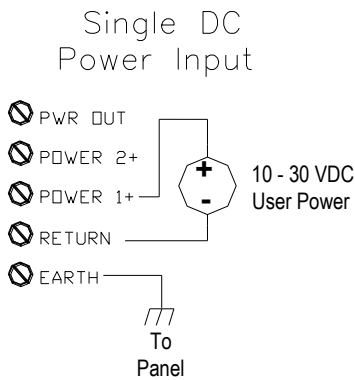 Single DC
Power Input
PWR OUT
POWER 2+
POWER 1+
RETURN
EARTH
+
-
10 - 30 VDC
User Power
To
Panel